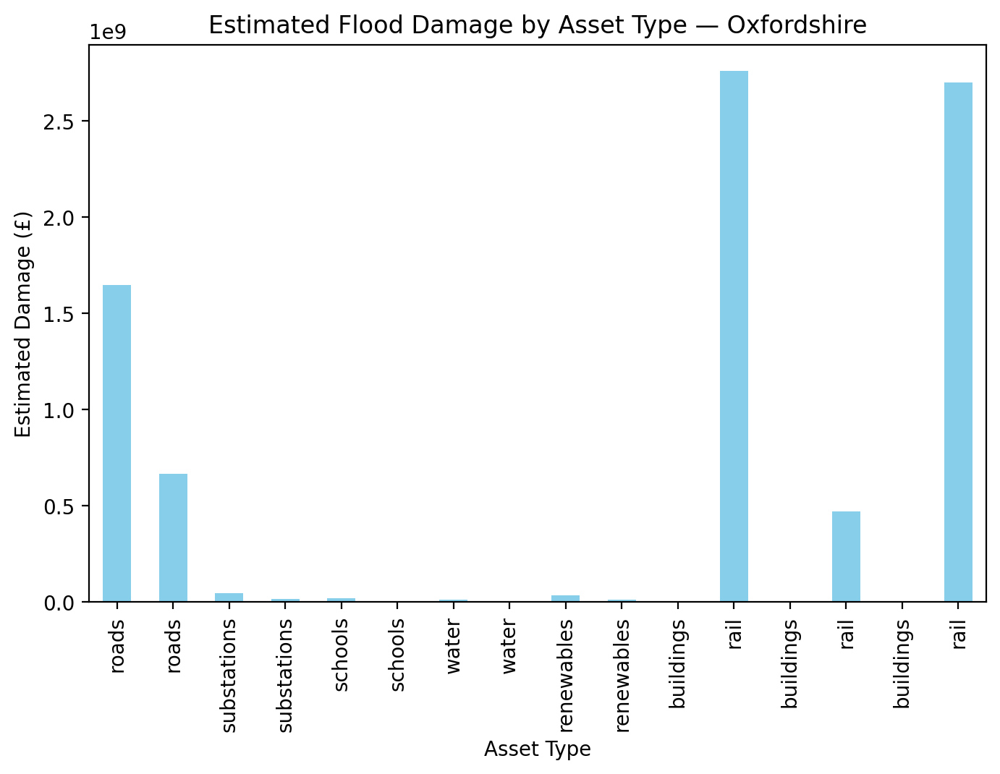 Estimated Flood Damage by Asset Type — Oxfordshire
1e9
2.5
2.0
1.5
1.0
0.5
0.0
Estimated Damage (£)
roads
roads
substations
substations
schools
schools
water
water
renewables
renewables
buildings
rail
buildings
rail
buildings
rail
Asset Type